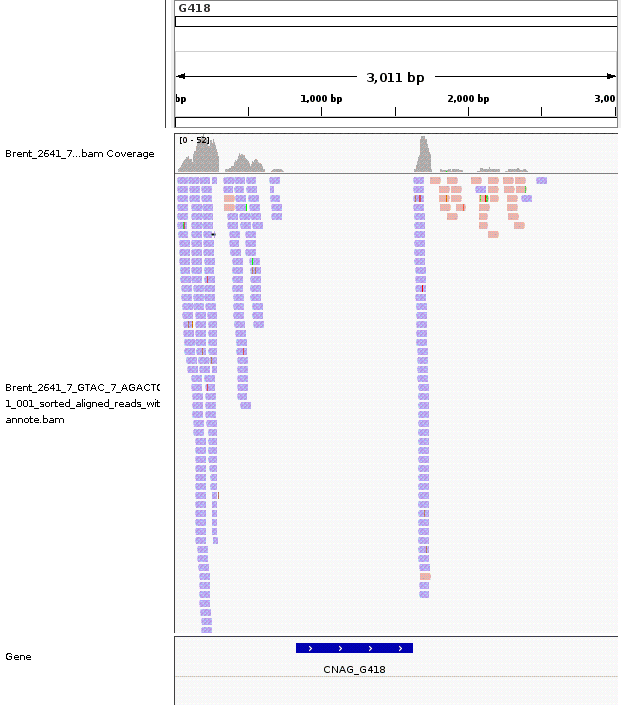 G418
3,011 bp
bp
1,000 bp
2,000 bp
3,00
[0 - 52]
Brent_2641_7...bam Coverage
Brent_2641_7_GTAC_7_AGACT
1_001_sorted_aligned_reads_wit
annote.bam
Gene
CNAG_G418